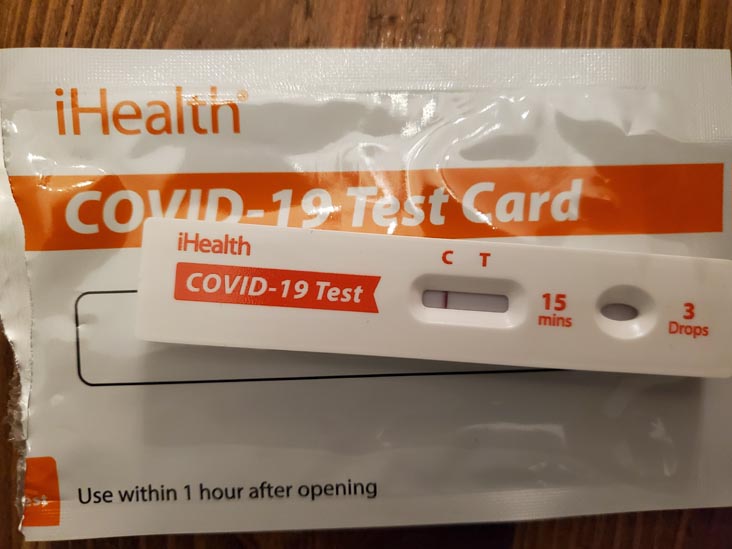 iHealth®
COVID-19 Test Card
iHealth
COVID-19 Test
C T
15
mins
3
Drops
Use within 1 hour after opening